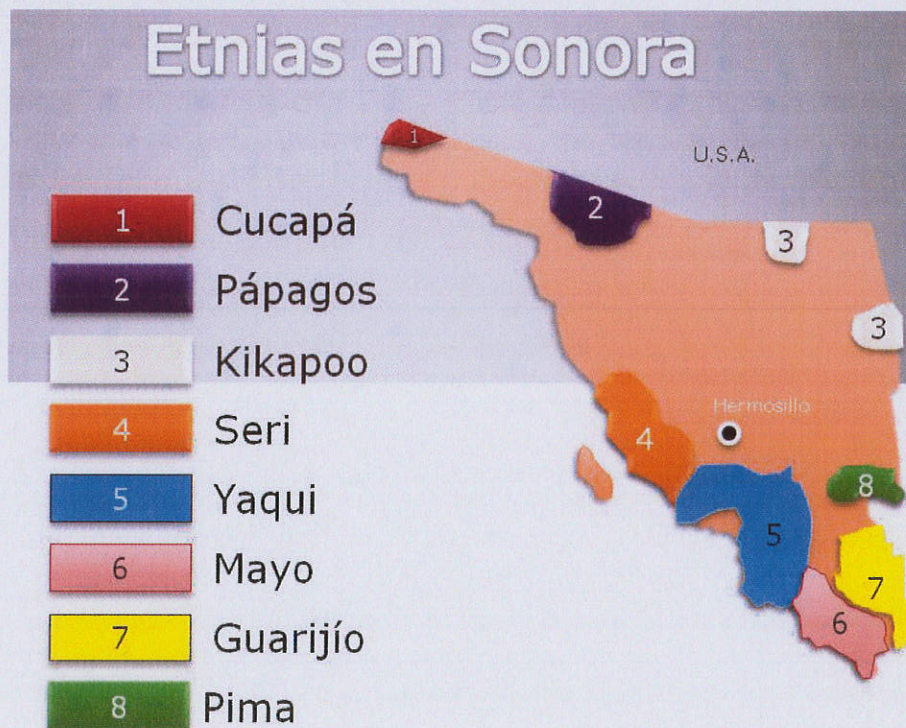 Etnias en Sonora
U.S.A.
1 Cucapá
2 Pápagos
3 Kikapoo
4 Seri
5 Yaqui
6 Mayo
7 Guarijío
8 Pima
1
2
3
3
Hermosillo
4
8
5
7
6